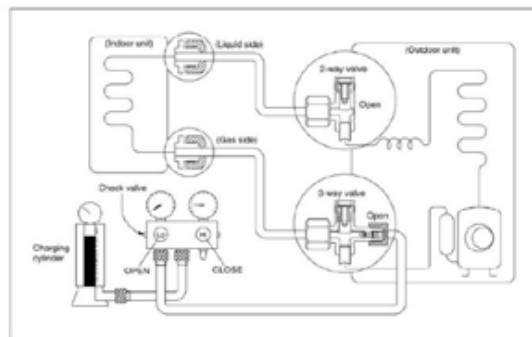 (Indoor unit)
(Liquid side)
(Outdoor unit)
2-way valve
Open
(Gas side)
3-way valve
Open
Check valve
Charging
cylinder
LO
HI
OPEN
CLOSE